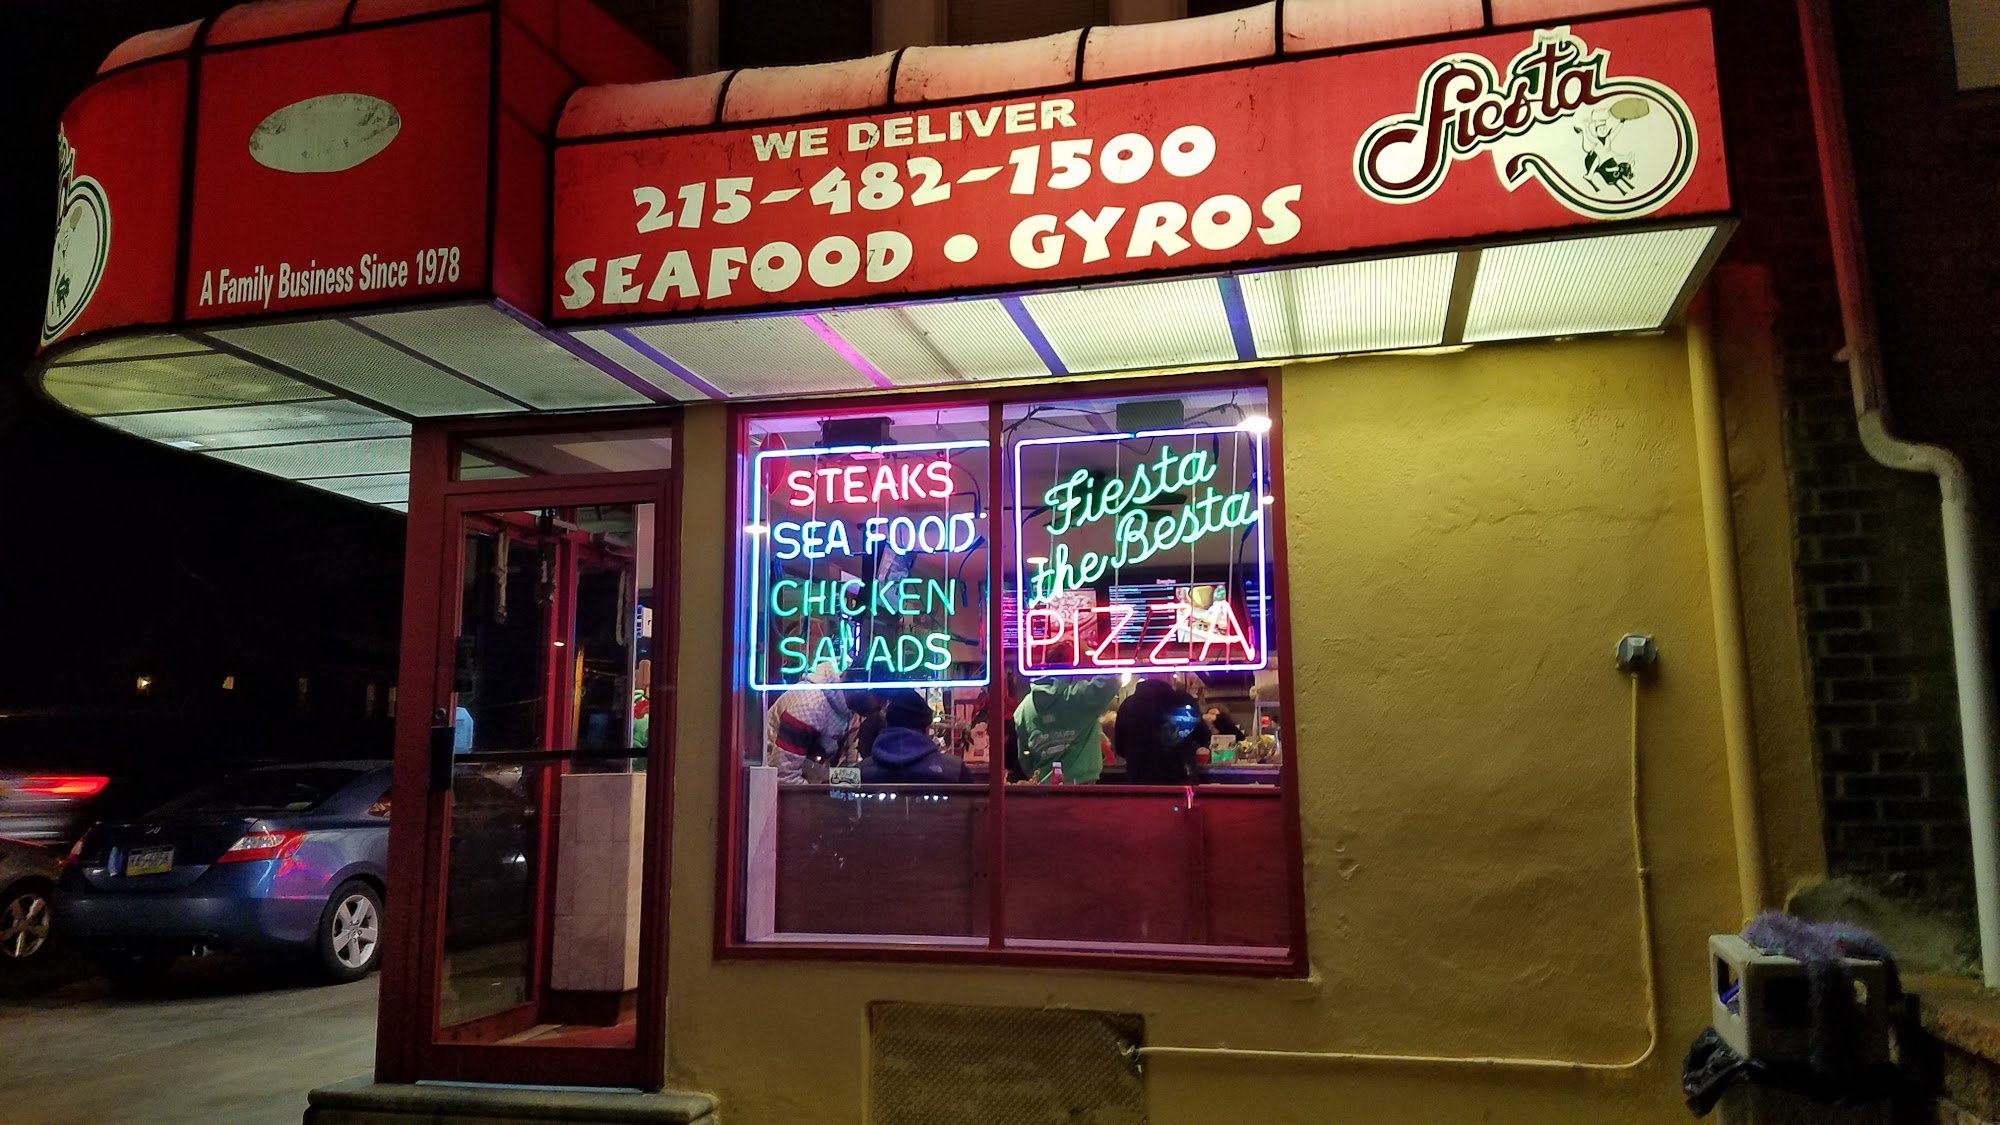 A Family Business Since 1978
WE DELIVER
215-482-1500
SEAFOOD • GYROS
Fiesta
STEAKS
SEA FOOD
CHICKEN
SALADS
Fiesta
the Besta
PIZZA